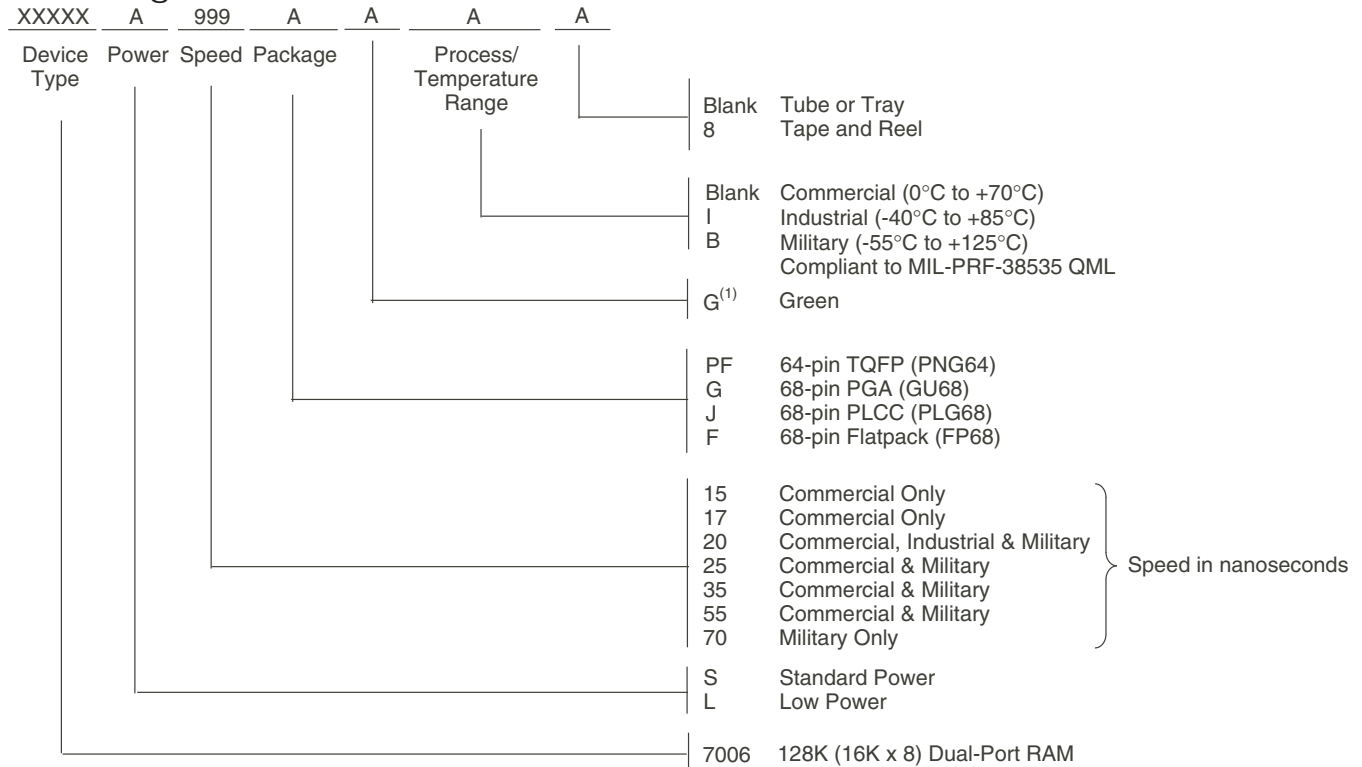 XXXXX A 999 A A A A
Device Type Power Speed Package Process/ Temperature Range
Blank Tube or Tray
8 Tape and Reel
Blank Commercial (0°C to +70°C)
I Industrial (-40°C to +85°C)
B Military (-55°C to +125°C)
Compliant to MIL-PRF-38535 QML
G(1) Green
PF 64-pin TQFP (PNG64)
G 68-pin PGA (GU68)
J 68-pin PLCC (PLG68)
F 68-pin Flatpack (FP68)
15 Commercial Only
17 Commercial Only
20 Commercial, Industrial & Military
25 Commercial & Military
Speed in nanoseconds
35 Commercial & Military
55 Commercial & Military
70 Military Only
S Standard Power
L Low Power
7006 128K (16K x 8) Dual-Port RAM